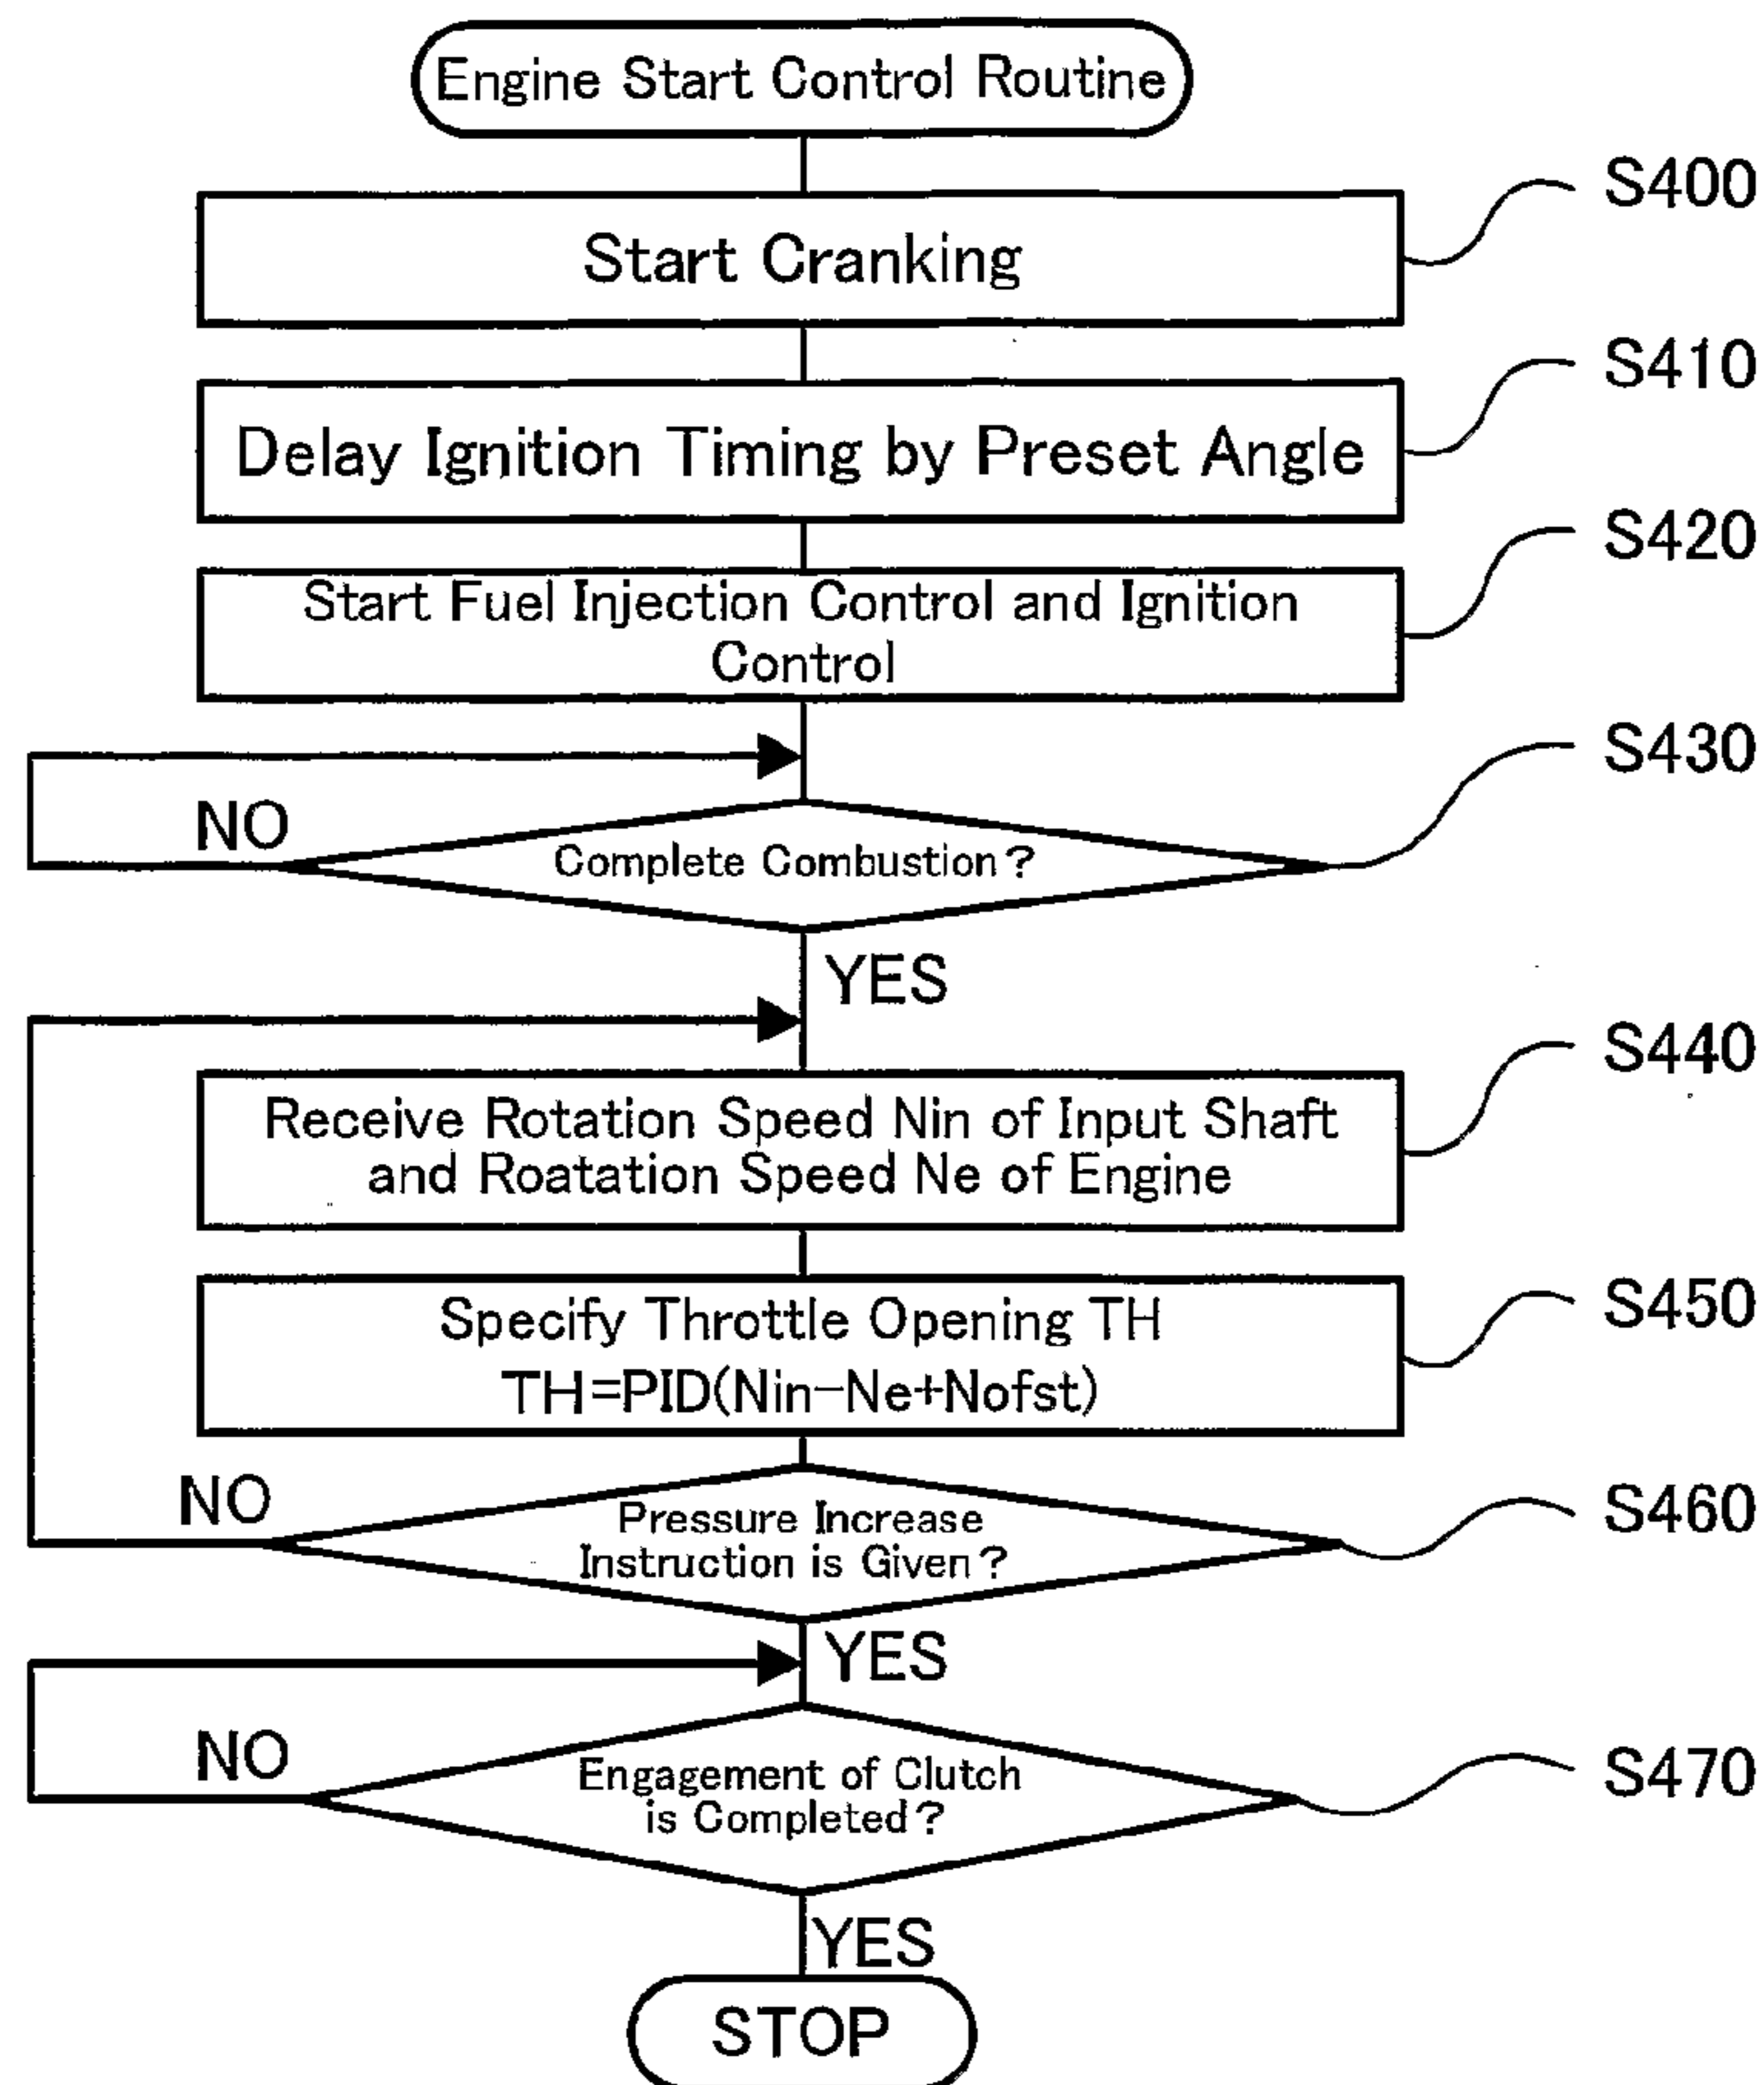 Engine Start Control Routine
S400
Start Cranking
S410
Delay Ignition Timing by Preset Angle
S420
Start Fuel Injection Control and Ignition
Control
S430
NO
Complete Combustion?
YES
S440
Receive Rotation Speed Nin of Input Shaft
and Roatation Speed Ne of Engine
S450
Specify Throttle Opening TH
TH=PID(Nin-Ne+Nofst)
S460
NO
Pressure Increase
Instruction is Given?
YES
S470
NO
Engagement of Clutch
is Completed?
YES
STOP